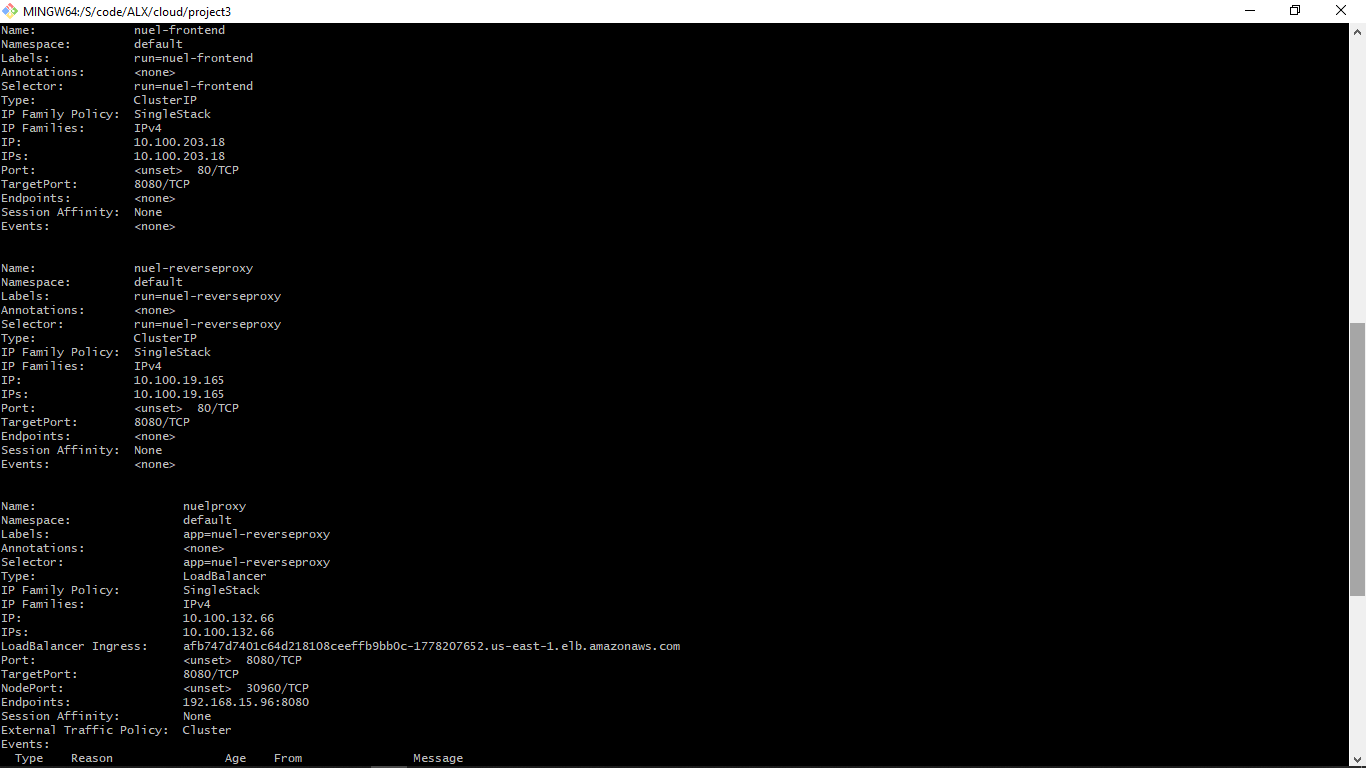 MINGW64:/S/code/ALX/cloud/project3
Name:              nuel-frontend
Namespace:         default
Labels:            run=nuel-frontend
Annotations:       <none>
Selector:          run=nuel-frontend
Type:              ClusterIP
IP Family Policy:  SingleStack
IP Families:       IPv4
IP:                10.100.203.18
IPs:               10.100.203.18
Port:              <unset>  80/TCP
TargetPort:        8080/TCP
Endpoints:         <none>
Session Affinity:  None
Events:            <none>
Name:              nuel-reverseproxy
Namespace:         default
Labels:            run=nuel-reverseproxy
Annotations:       <none>
Selector:          run=nuel-reverseproxy
Type:              ClusterIP
IP Family Policy:  SingleStack
IP Families:       IPv4
IP:                10.100.19.165
IPs:               10.100.19.165
Port:              <unset>  80/TCP
TargetPort:        8080/TCP
Endpoints:         <none>
Session Affinity:  None
Events:            <none>
Name:                     nuelproxy
Namespace:                default
Labels:                   app=nuel-reverseproxy
Annotations:              <none>
Selector:                 app=nuel-reverseproxy
Type:                     LoadBalancer
IP Family Policy:         SingleStack
IP Families:              IPv4
IP:                       10.100.132.66
IPs:                      10.100.132.66
LoadBalancer Ingress:     afb747d7401c64d218108ceeffb9bb0c-1778207652.us-east-1.elb.amazonaws.com
Port:                     <unset>  8080/TCP
TargetPort:               8080/TCP
NodePort:                 <unset>  30960/TCP
Endpoints:                192.168.15.96:8080
Session Affinity:         None
External Traffic Policy:  Cluster
Events:
  Type    Reason                Age    From                Message